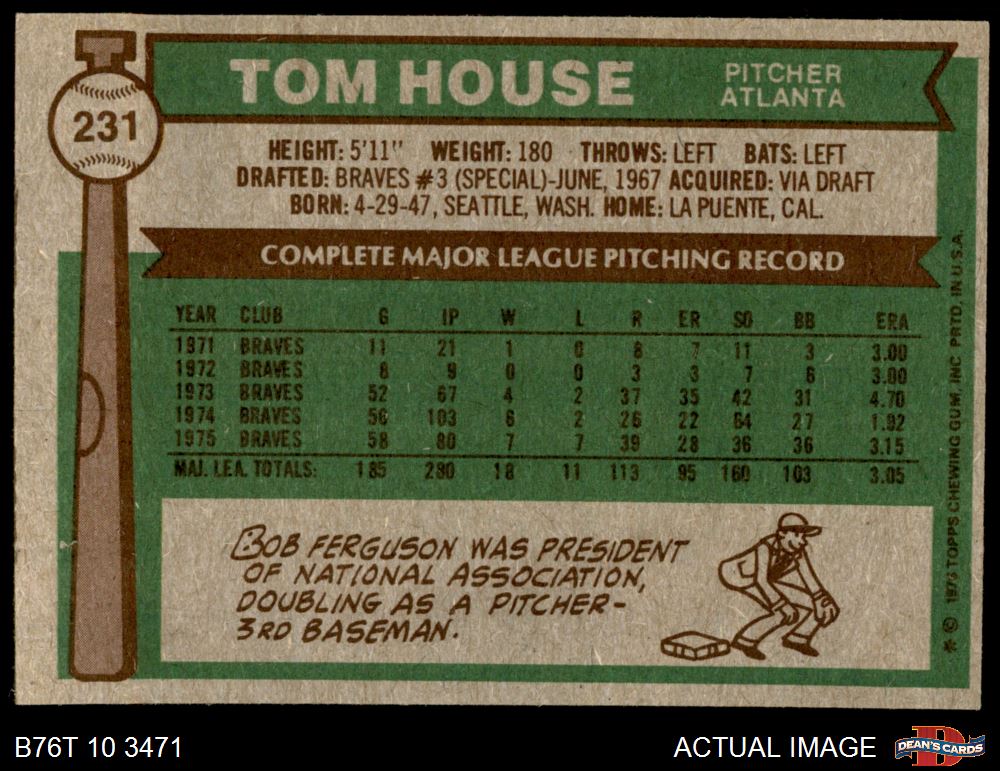 231
TOM HOUSE
PITCHER
ATLANTA
HEIGHT: 5'11" WEIGHT: 180 THROWS: LEFT BATS: LEFT
DRAFTED: BRAVES #3 (SPECIAL)-JUNE, 1967 ACQUIRED: VIA DRAFT
BORN: 4-29-47, SEATTLE, WASH. HOME: LA PUENTE, CAL.
COMPLETE MAJOR LEAGUE PITCHING RECORD
YEAR CLUB G IP W L R ER SO BB ERA
1971 BRAVES 11 21 1 0 8 7 11 3 3.00
1972 BRAVES 8 9 0 0 3 3 7 6 3.00
1973 BRAVES 52 67 4 2 37 35 42 31 4.70
1974 BRAVES 56 103 6 2 26 22 64 27 1.92
1975 BRAVES 58 80 7 7 39 28 36 36 3.15
MAJ. LEA. TOTALS: 185 280 18 11 113 95 160 103 3.05
BOB FERGUSON WAS PRESIDENT
OF NATIONAL ASSOCIATION,
DOUBLING AS A PITCHER-
3RD BASEMAN.
* © 1976 TOPPS CHEWING GUM, INC. PRTD. IN U.S.A.
B76T 10 3471
ACTUAL IMAGE
D
DEAN'S CARDS